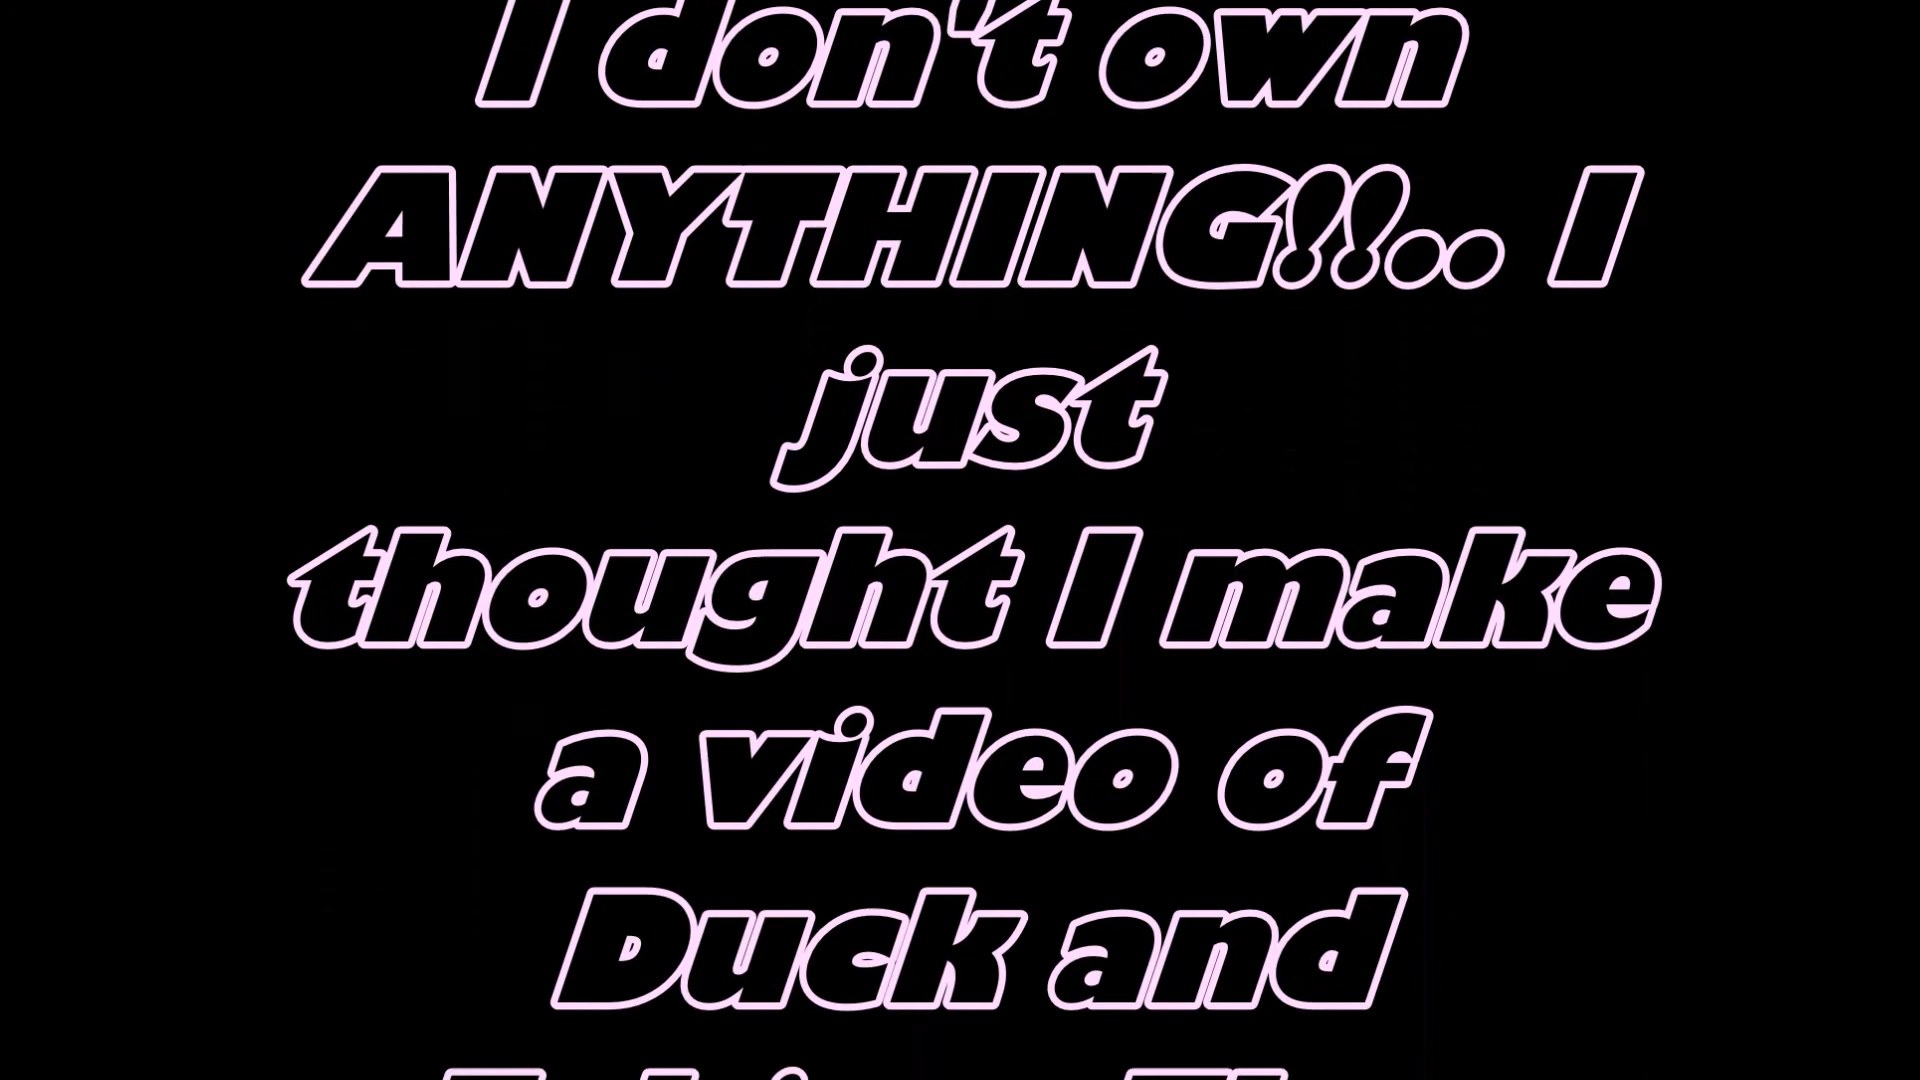 I don't own
ANYTHING!!.. I
just
thought I make
a video of
Duck and